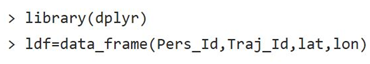 > library(dplyr)
> ldf=data_frame(Pers_Id,Traj_Id,lat,lon)